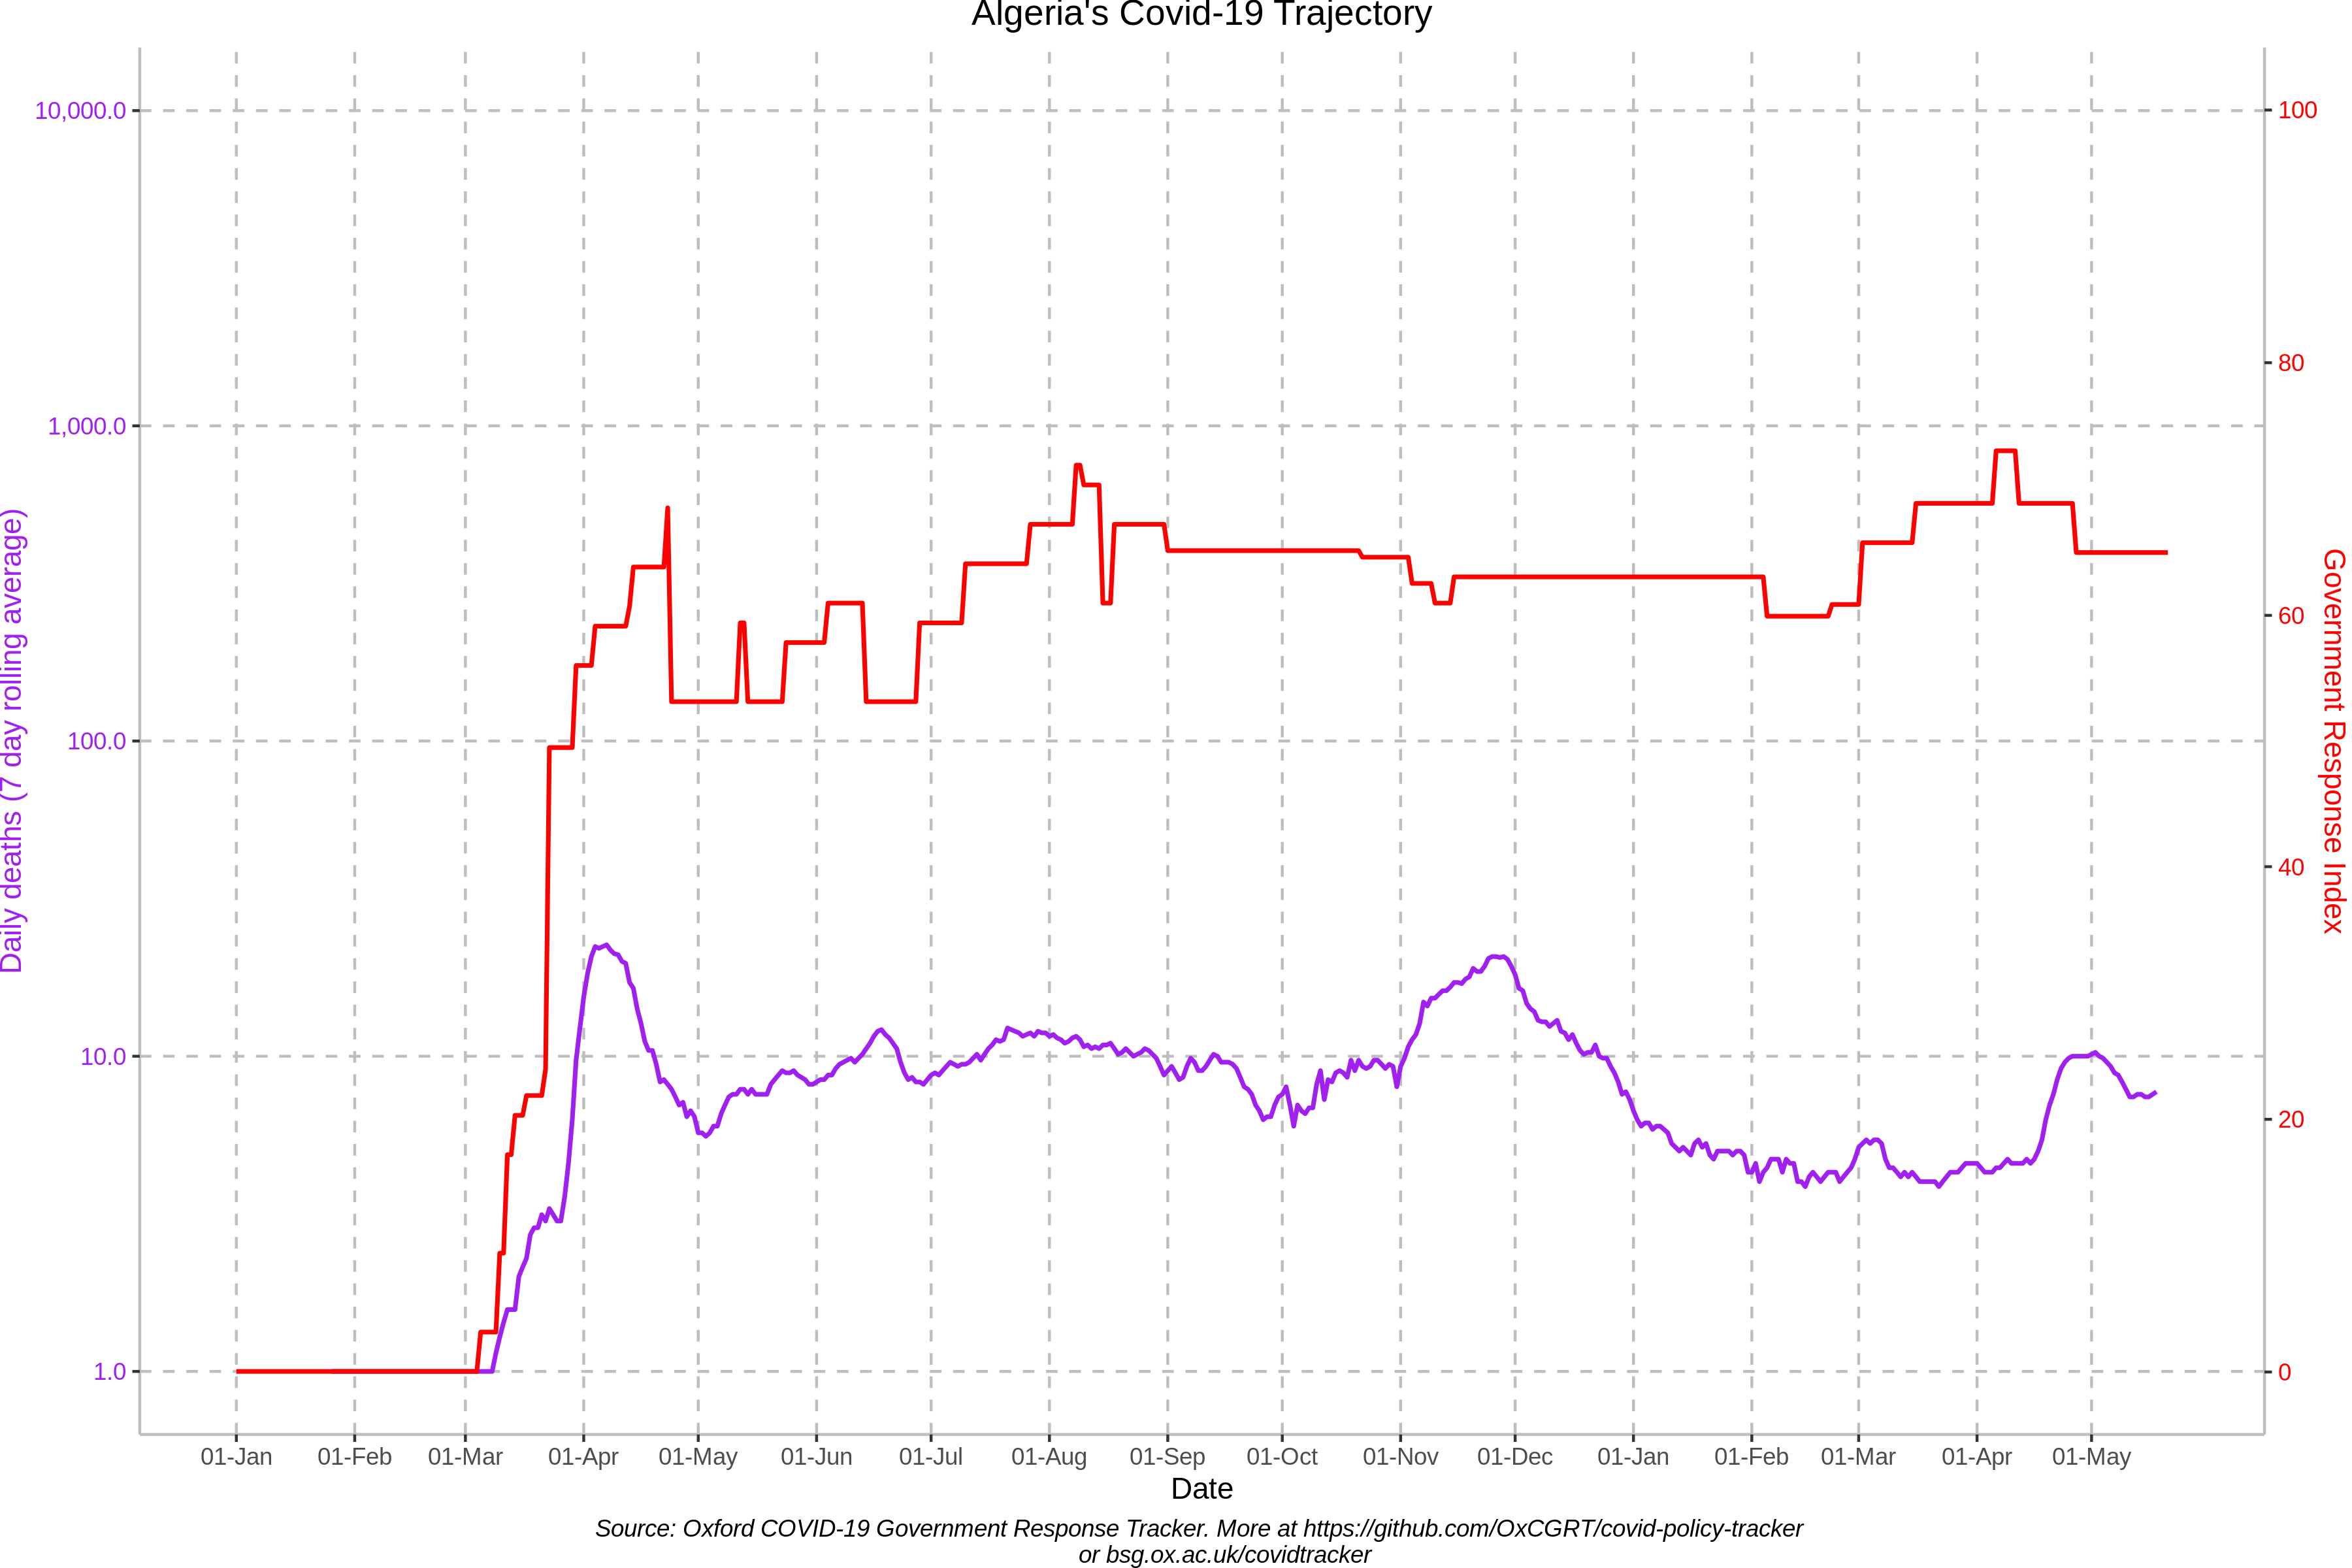 Algeria's Covid-19 Trajectory
10,000.0
1,000.0
100.0
10.0
1.0
Daily deaths (7 day rolling average)
100
80
60
40
20
0
Government Response Index
01-Jan 01-Feb 01-Mar 01-Apr 01-May 01-Jun 01-Jul 01-Aug 01-Sep 01-Oct 01-Nov 01-Dec 01-Jan 01-Feb 01-Mar 01-Apr 01-May
Date
Source: Oxford COVID-19 Government Response Tracker. More at https://github.com/OxCGRT/covid-policy-tracker
or bsg.ox.ac.uk/covidtracker